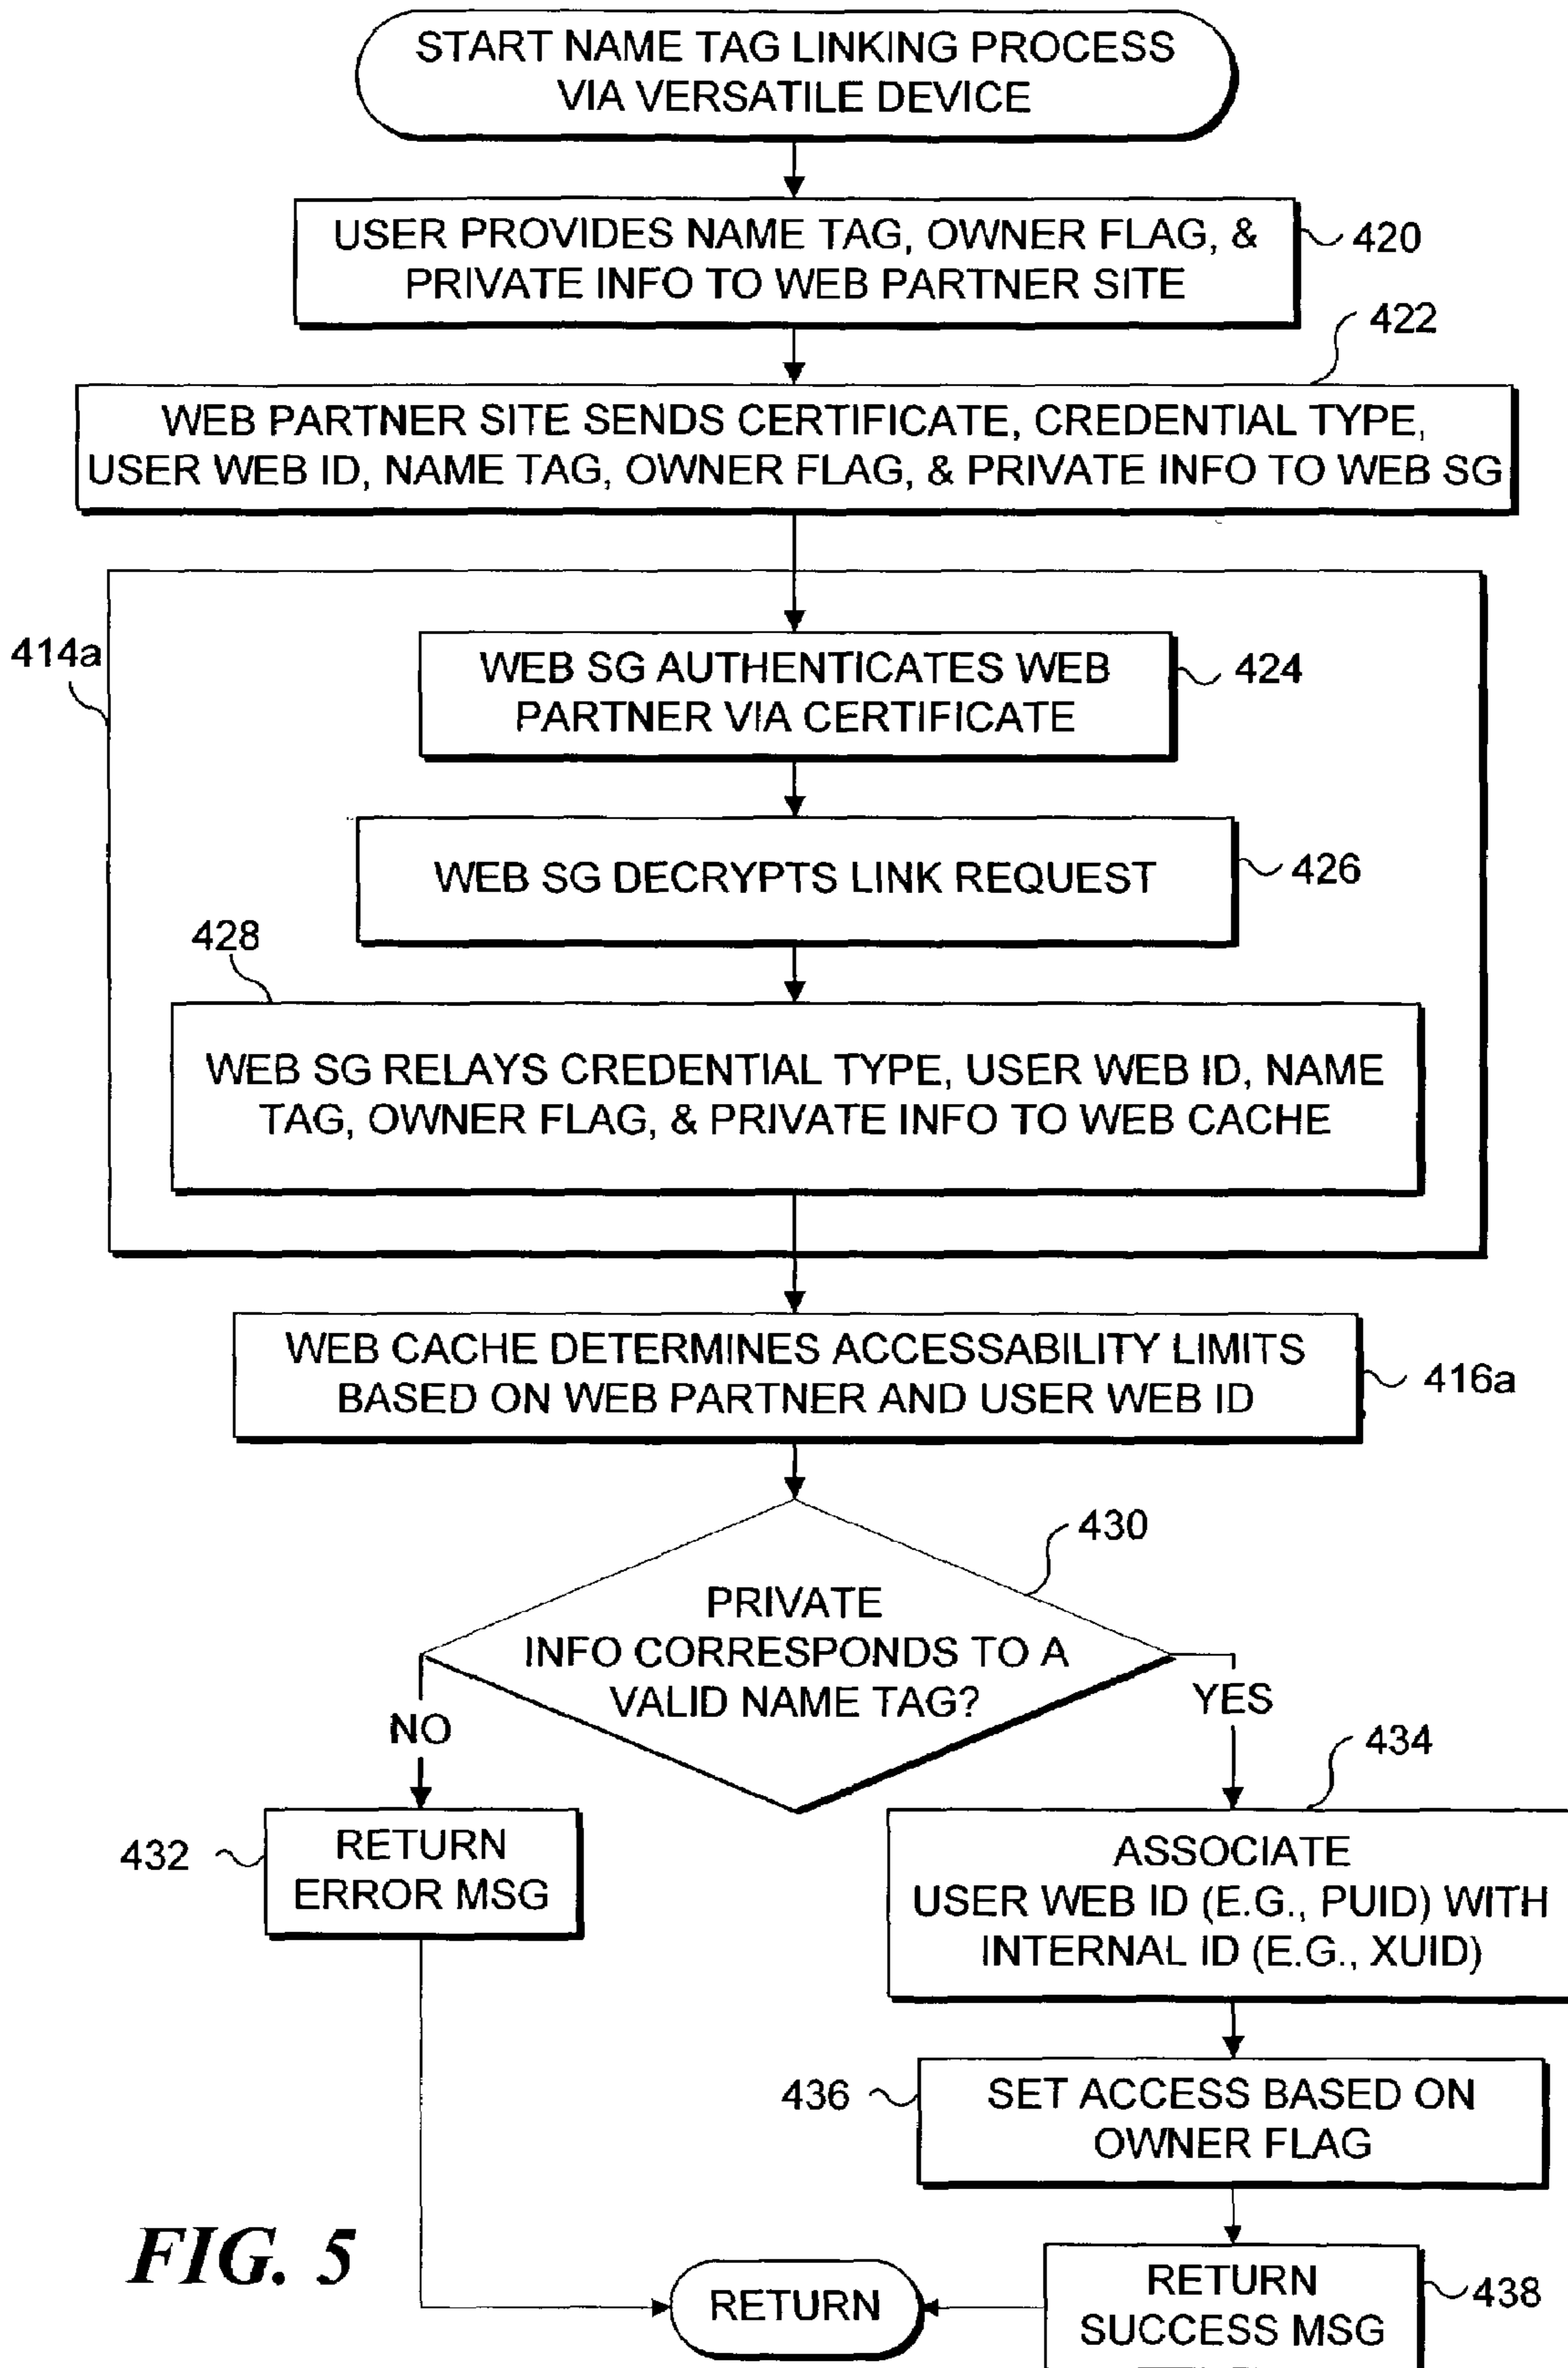 START NAME TAG LINKING PROCESS
VIA VERSATILE DEVICE
USER PROVIDES NAME TAG, OWNER FLAG, &
PRIVATE INFO TO WEB PARTNER SITE
420
422
WEB PARTNER SITE SENDS CERTIFICATE, CREDENTIAL TYPE,
USER WEB ID, NAME TAG, OWNER FLAG, & PRIVATE INFO TO WEB SG
414a
WEB SG AUTHENTICATES WEB
PARTNER VIA CERTIFICATE
424
WEB SG DECRYPTS LINK REQUEST
426
428
WEB SG RELAYS CREDENTIAL TYPE, USER WEB ID, NAME
TAG, OWNER FLAG, & PRIVATE INFO TO WEB CACHE
WEB CACHE DETERMINES ACCESSABILITY LIMITS
BASED ON WEB PARTNER AND USER WEB ID
416a
430
PRIVATE
INFO CORRESPONDS TO A
VALID NAME TAG?
NO
YES
434
432
RETURN
ERROR MSG
ASSOCIATE
USER WEB ID (E.G., PUID) WITH
INTERNAL ID (E.G., XUID)
436
SET ACCESS BASED ON
OWNER FLAG
FIG. 5
RETURN
RETURN
SUCCESS MSG
438